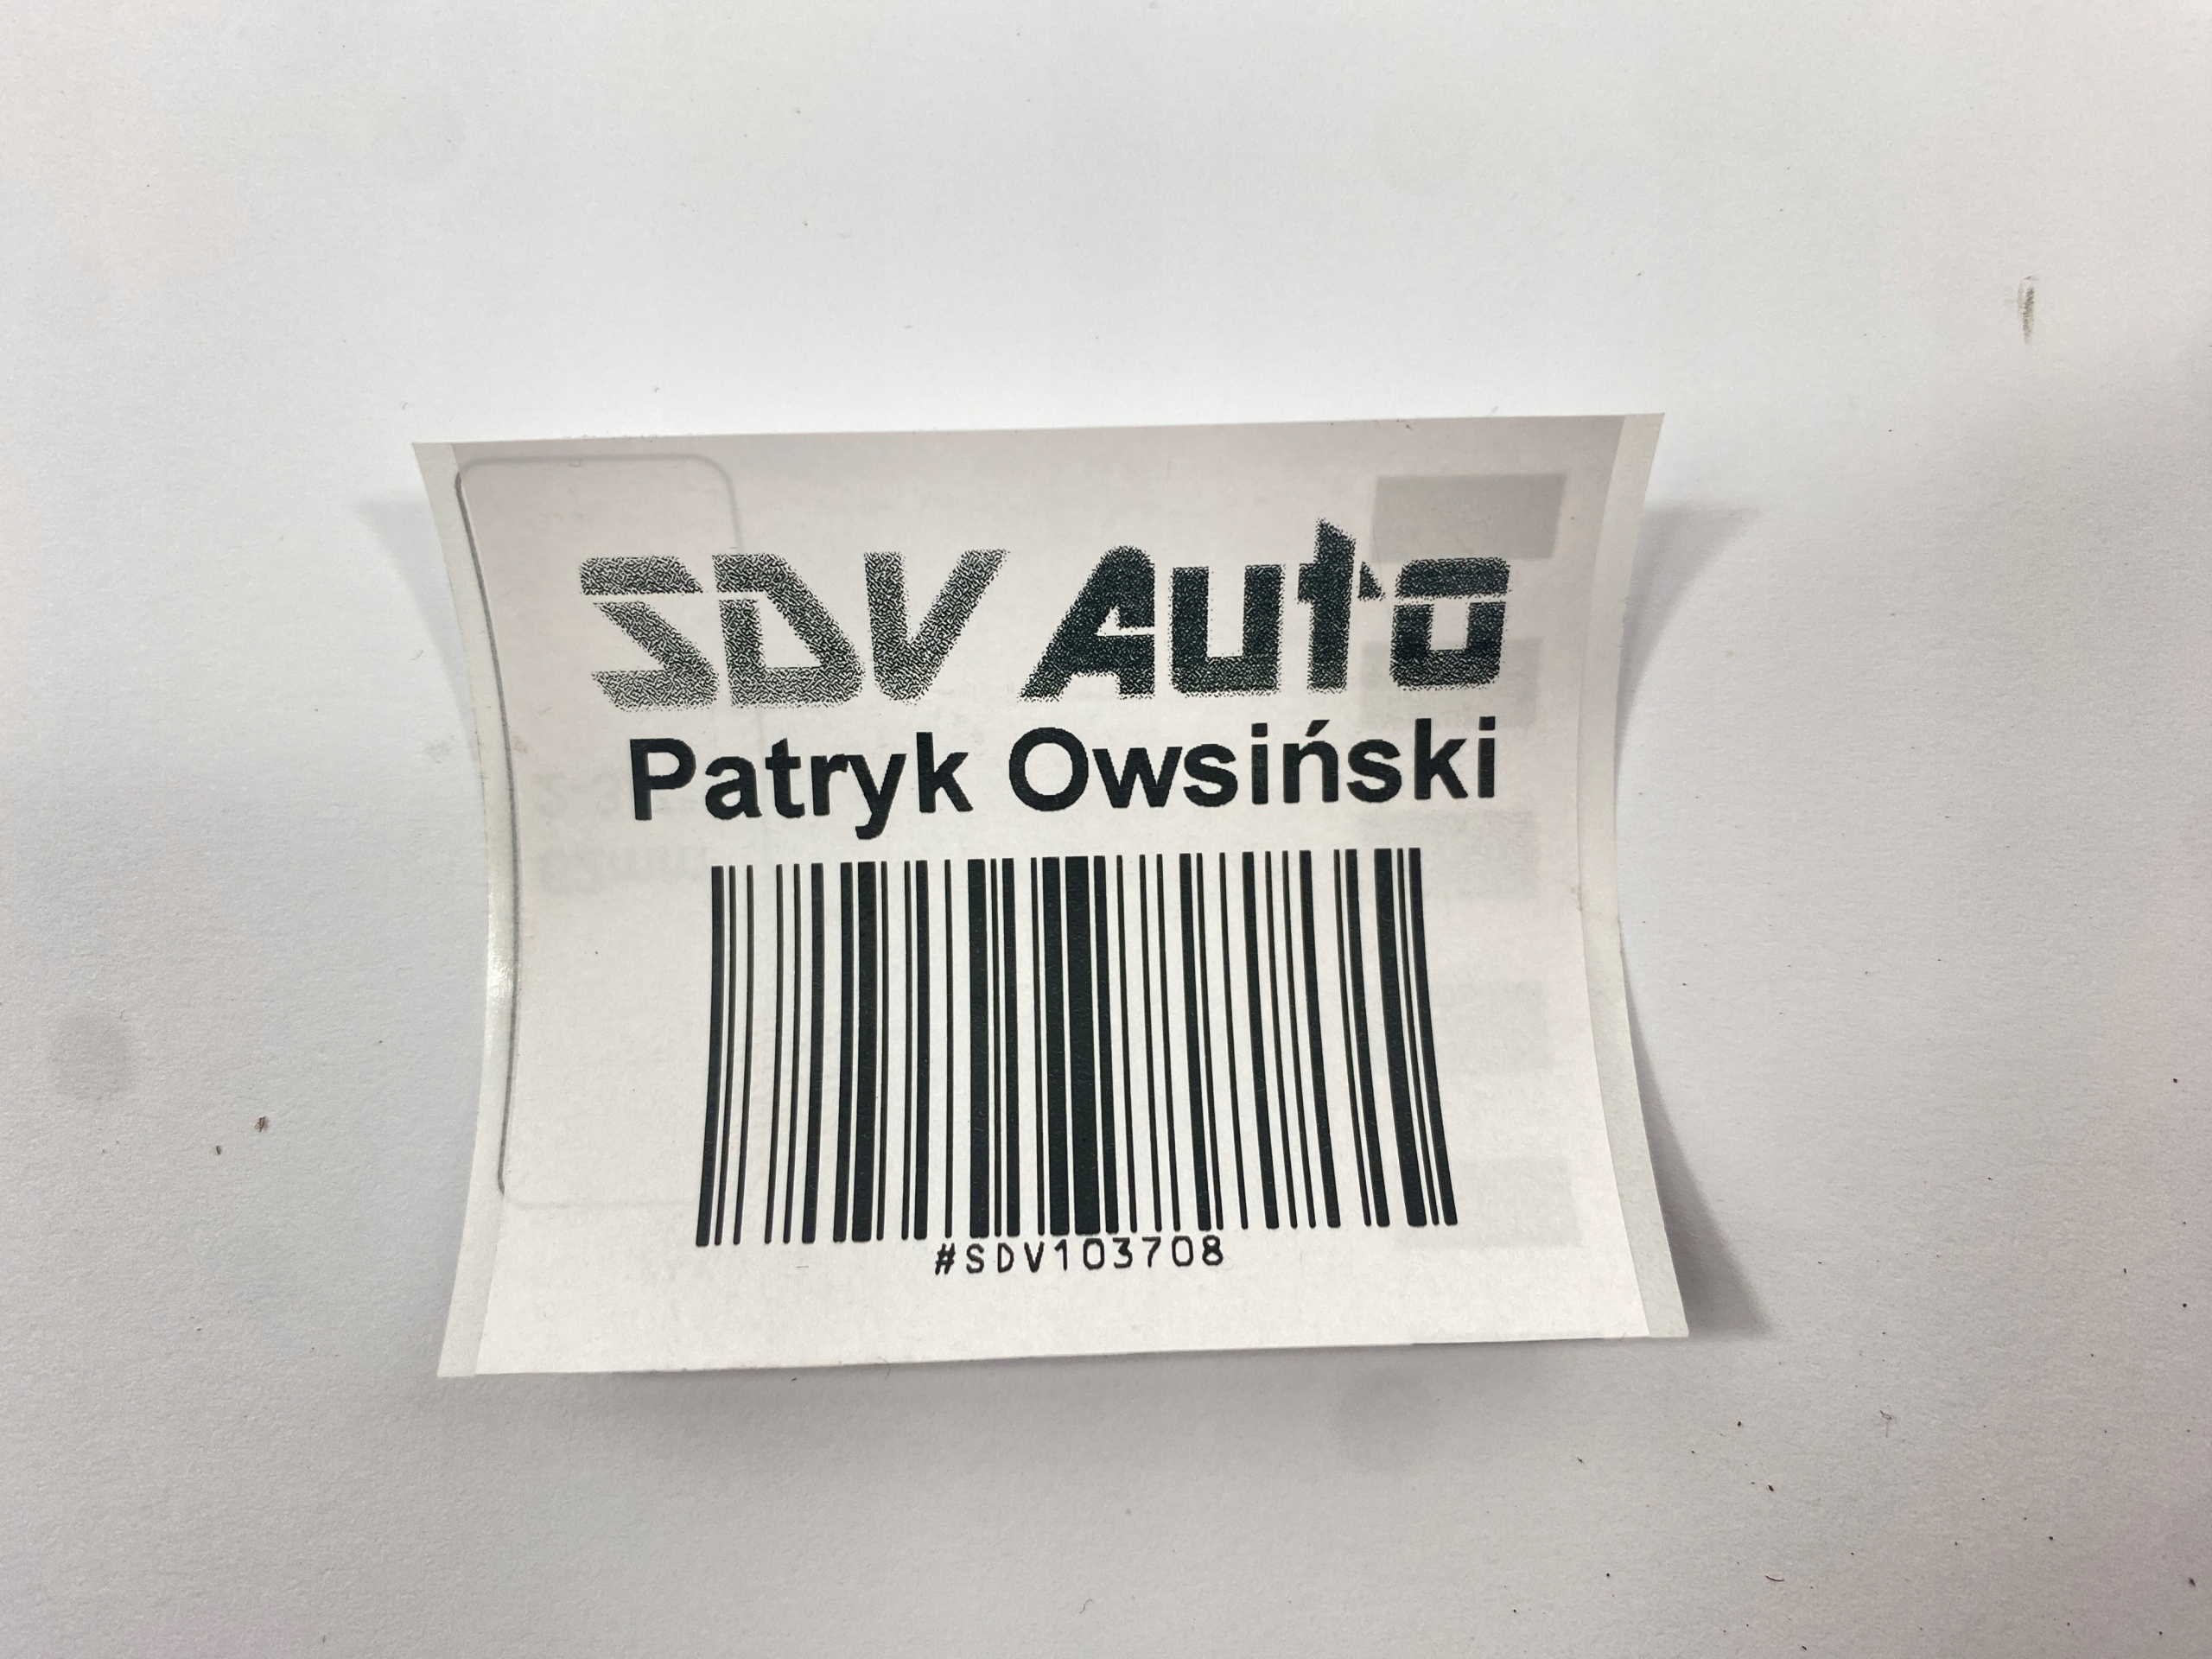 SDV Auto
Patryk Owsiński
#SDV103708